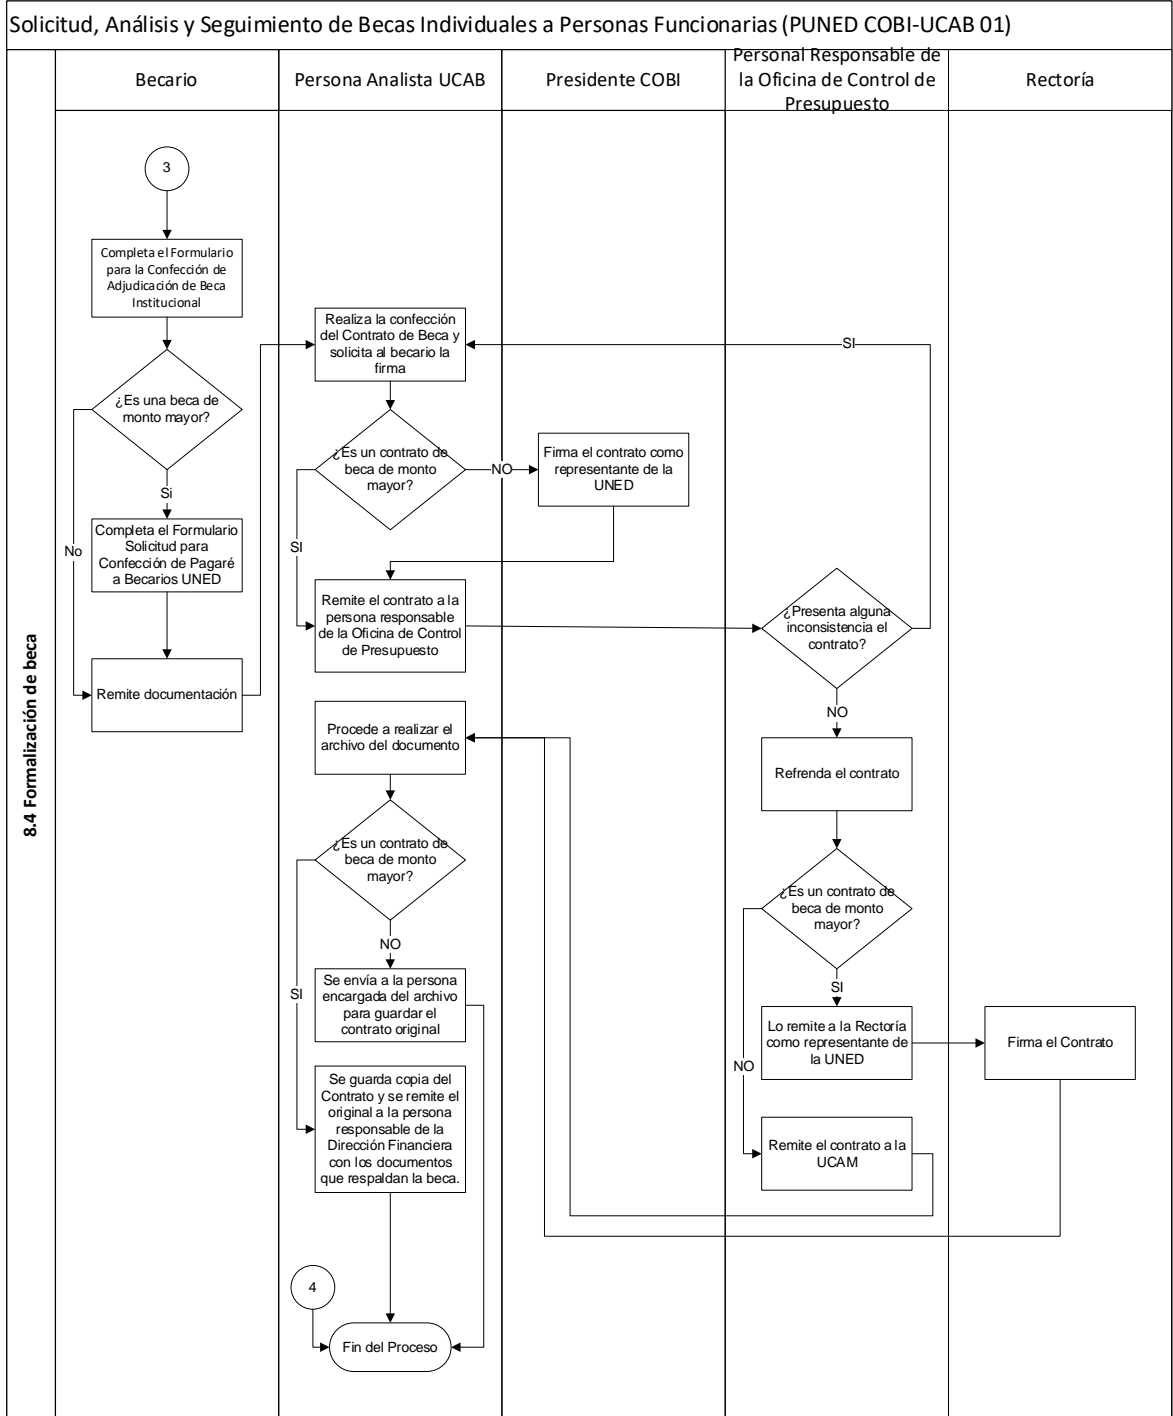 Solicitud, Análisis y Seguimiento de Becas Individuales a Personas Funcionarias (PUNED COBI-UCAB 01)
Becario
Persona Analista UCAB
Presidente COBI
Personal Responsable de
la Oficina de Control de
Presupuesto
Rectoría
8.4 Formalización de beca
3
Completa el Formulario
para la Confección de
Adjudicación de Beca
Institucional
¿Es una beca de
monto mayor?
Si
No
Completa el Formulario
Solicitud para
Confección de Pagaré
a Becarios UNED
Remite documentación
Realiza la confección
del Contrato de Beca y
solicita al becario la
firma
¿Es un contrato de
beca de monto
mayor?
NO
SI
Firma el contrato como
representante de la
UNED
Remite el contrato a la
persona responsable
de la Oficina de Control
de Presupuesto
¿Presenta alguna
inconsistencia el
contrato?
SI
NO
Refrenda el contrato
¿Es un contrato de
beca de monto
mayor?
SI
NO
Lo remite a la Rectoría
como representante de
la UNED
Firma el Contrato
Remite el contrato a la
UCAM
Procede a realizar el
archivo del documento
¿Es un contrato de
beca de monto
mayor?
NO
SI
Se envía a la persona
encargada del archivo
para guardar el
contrato original
Se guarda copia del
Contrato y se remite el
original a la persona
responsable de la
Dirección Financiera
con los documentos
que respaldan la beca.
4
Fin del Proceso